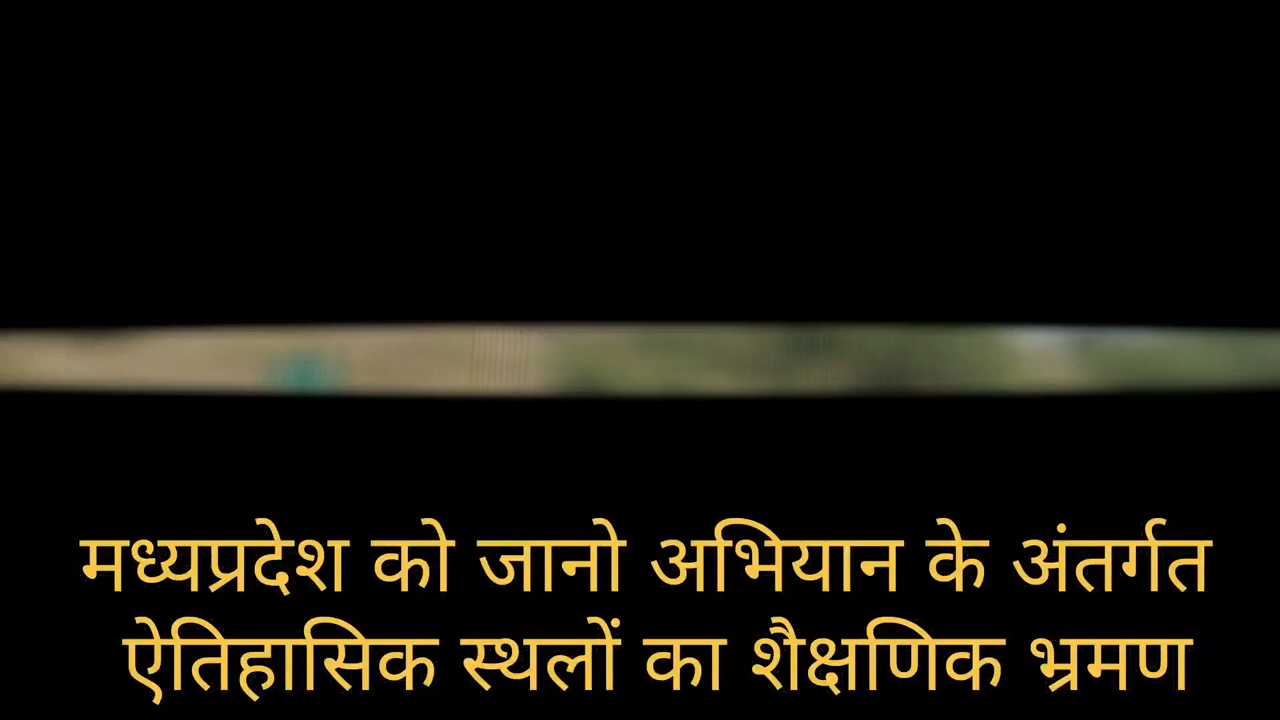 मध्यप्रदेश को जानो अभियान के अंतर्गत
ऐतिहासिक स्थलों का शैक्षणिक भ्रमण